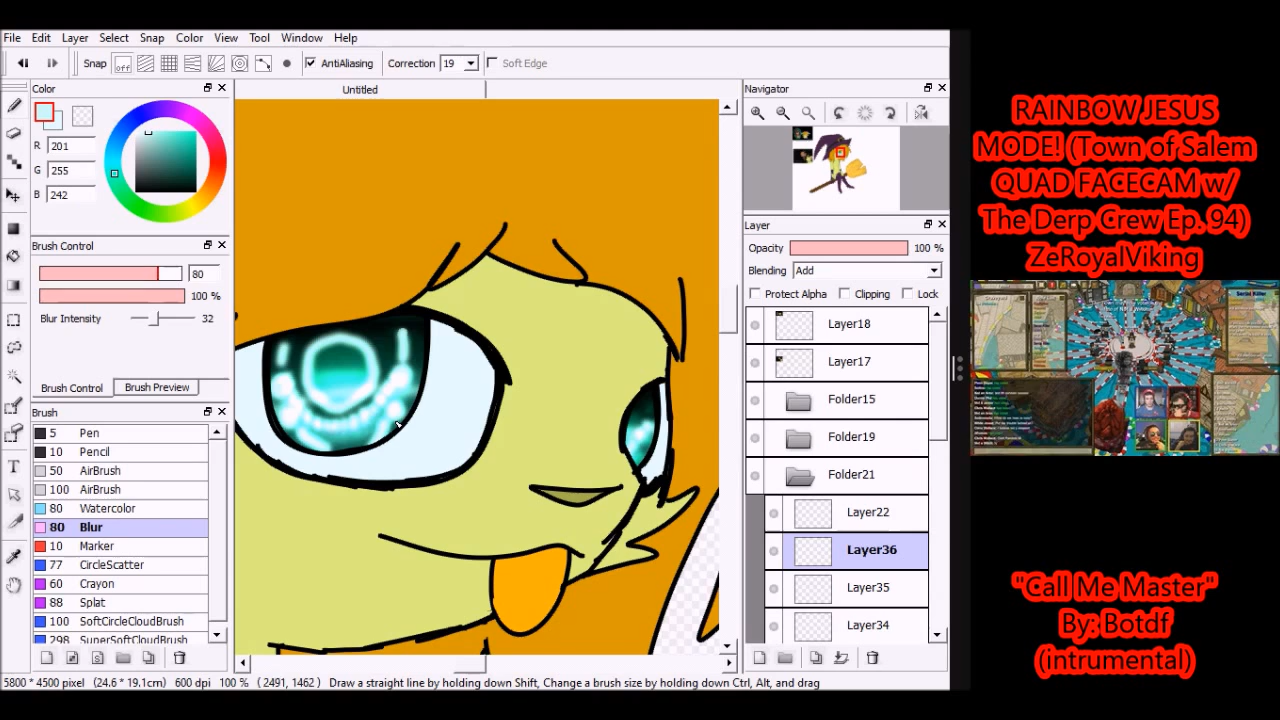 File Edit Layer Select Snap Color View Tool Window Help
Snap off AntiAliasing Correction 19 Soft Edge
Color
R 201
G 255
B 242
Brush Control
80
100 %
Blur Intensity 32
Brush Control Brush Preview
Brush
5 Pen
10 Pencil
50 AirBrush
100 AirBrush
80 Watercolor
80 Blur
10 Marker
77 CircleScatter
60 Crayon
88 Splat
100 SoftCircleCloudBrush
298 SuperSoftCloudBrush
Untitled
Navigator
Layer
Opacity 100 %
Blending Add
Protect Alpha Clipping Lock
Layer18
Layer17
Folder15
Folder19
Folder21
Layer22
Layer36
Layer35
Layer34
5800 * 4500 pixel (24.6 * 19.1cm) 600 dpi 100 % ( 2491, 1462 ) Draw a straight line by holding down Shift, Change a brush size by holding down Ctrl, Alt, and drag
RAINBOW JESUS
MODE! (Town of Salem
QUAD FACECAM w/
The Derp Crew Ep. 94)
ZeRoyalViking
"Call Me Master"
By: Botdf
(intrumental)